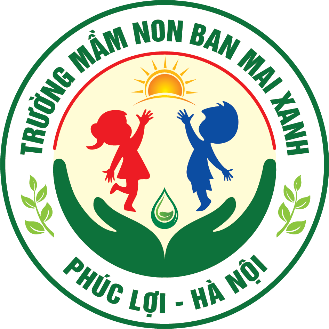 TRƯỜNG MẦM NON BAN MAI XANH
PHÚC LỢI - HÀ NỘI